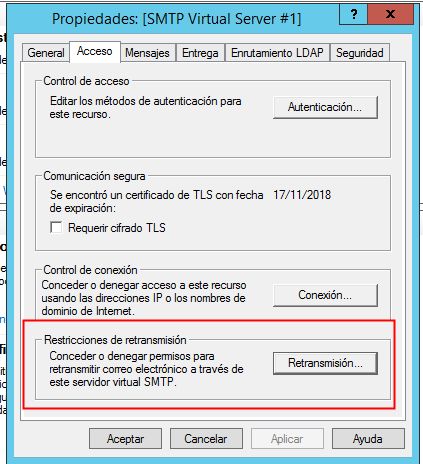 Propiedades: [SMTP Virtual Server #1]
? x
General Acceso Mensajes Entrega Enrutamiento LDAP Seguridad
Control de acceso
Editar los métodos de autenticación para
este recurso.
Autenticación...
Comunicación segura
Se encontró un certificado de TLS con fecha
de expiración:
17/11/2018
Requerir cifrado TLS
Control de conexión
Conceder o denegar acceso a este recurso
usando las direcciones IP o los nombres de
dominio de Internet.
Conexión...
Restricciones de retransmisión
Conceder o denegar permisos para
retransmitir correo electrónico a través de
este servidor virtual SMTP.
Retransmisión...
Aceptar Cancelar Aplicar Ayuda